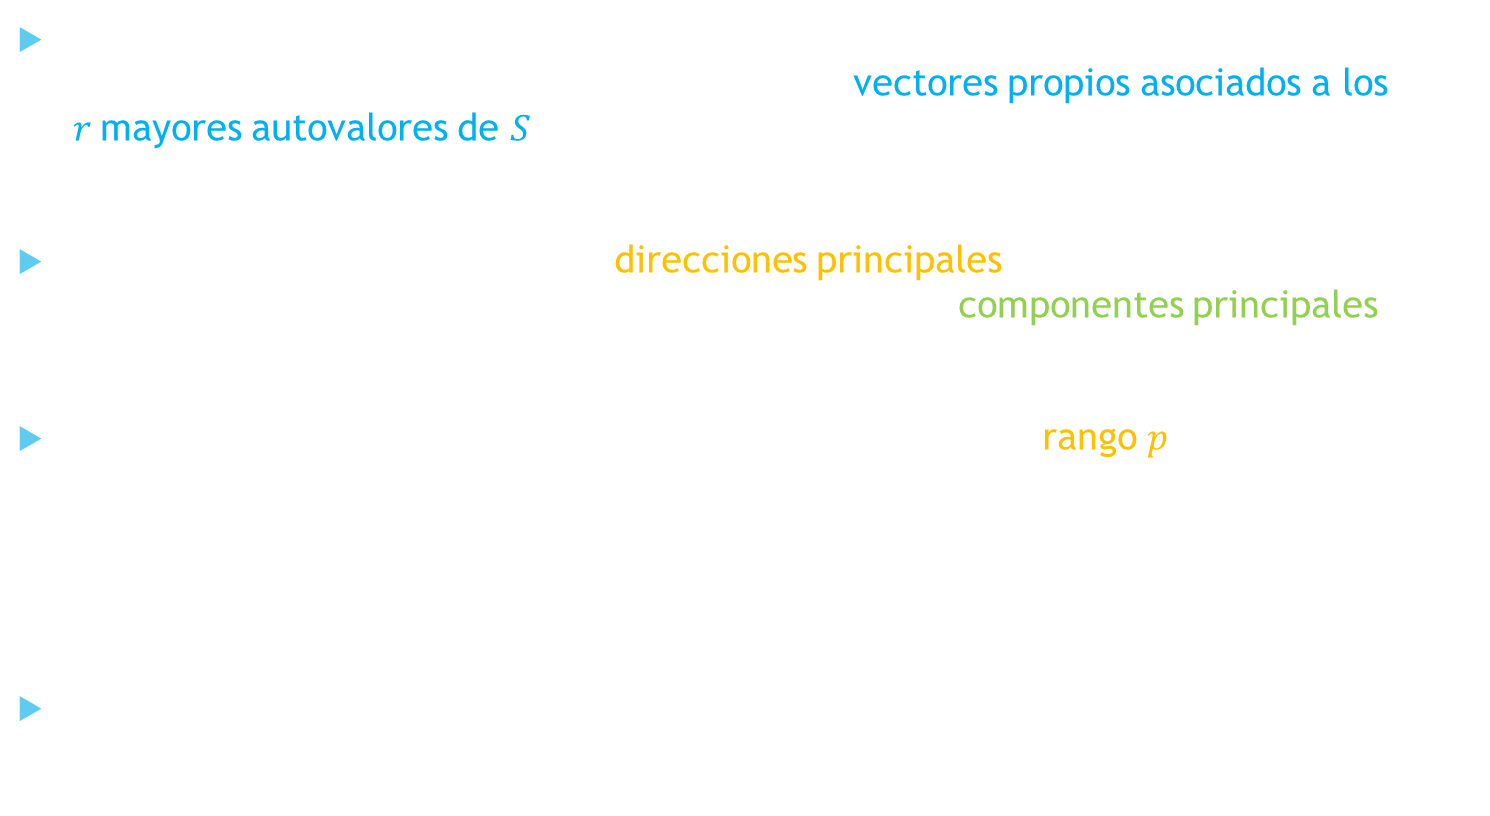 vectores propios asociados a los
𝑟 mayores autovalores de 𝑆
direcciones principales
componentes principales
rango 𝑝